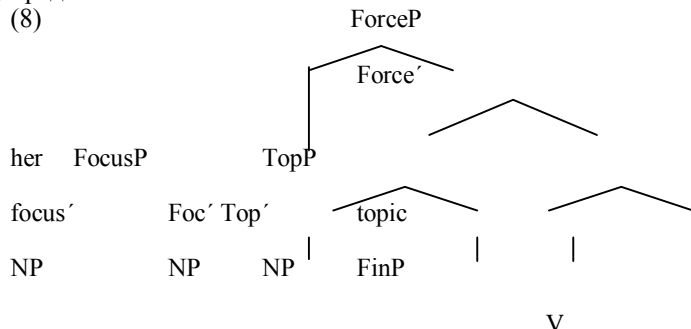 (8) ForceP
Force´
her FocusP TopP
focus´ Foc´ Top´ topic
NP NP NP FinP
V